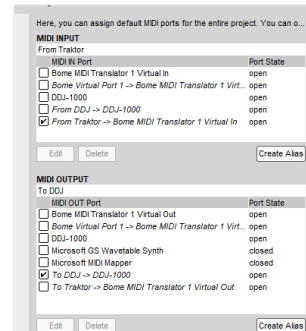 Here, you can assign default MIDI ports for the entire project. You can o...
MIDI INPUT
From Traktor
MIDI IN Port Port State
Bome MIDI Translator 1 Virtual In open
Bome Virtual Port 1 -> Bome MIDI Translator 1 Virt... open
DDJ-1000 open
From DDJ -> DDJ-1000 open
From Traktor -> Bome MIDI Translator 1 Virtual In open
Edit Delete Create Alias
MIDI OUTPUT
To DDJ
MIDI OUT Port Port State
Bome MIDI Translator 1 Virtual Out open
Bome Virtual Port 1 -> Bome MIDI Translator 1 Virt... open
DDJ-1000 open
Microsoft GS Wavetable Synth closed
Microsoft MIDI Mapper closed
To DDJ -> DDJ-1000 open
To Traktor -> Bome MIDI Translator 1 Virtual Out open
Edit Delete Create Alias